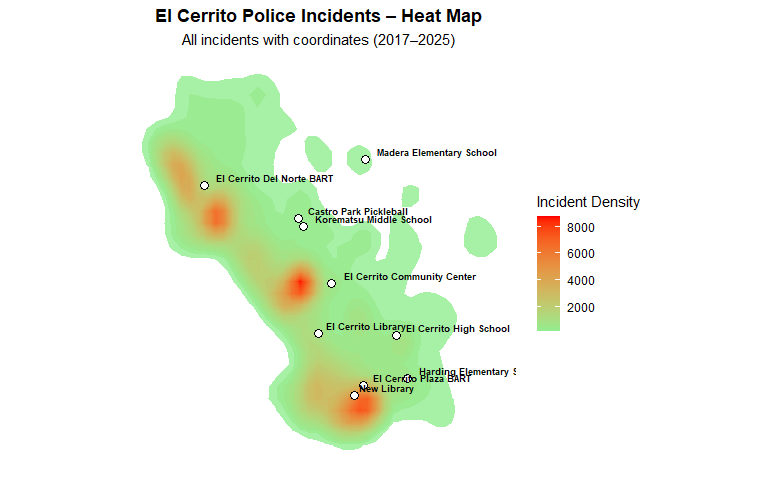 El Cerrito Police Incidents – Heat Map
All incidents with coordinates (2017–2025)
Madera Elementary School
El Cerrito Del Norte BART
Castro Park Pickleball
Korematsu Middle School
El Cerrito Community Center
El Cerrito Library
El Cerrito High School
Harding Elementary S
El Cerrito Plaza BART
New Library
Incident Density
8000
6000
4000
2000